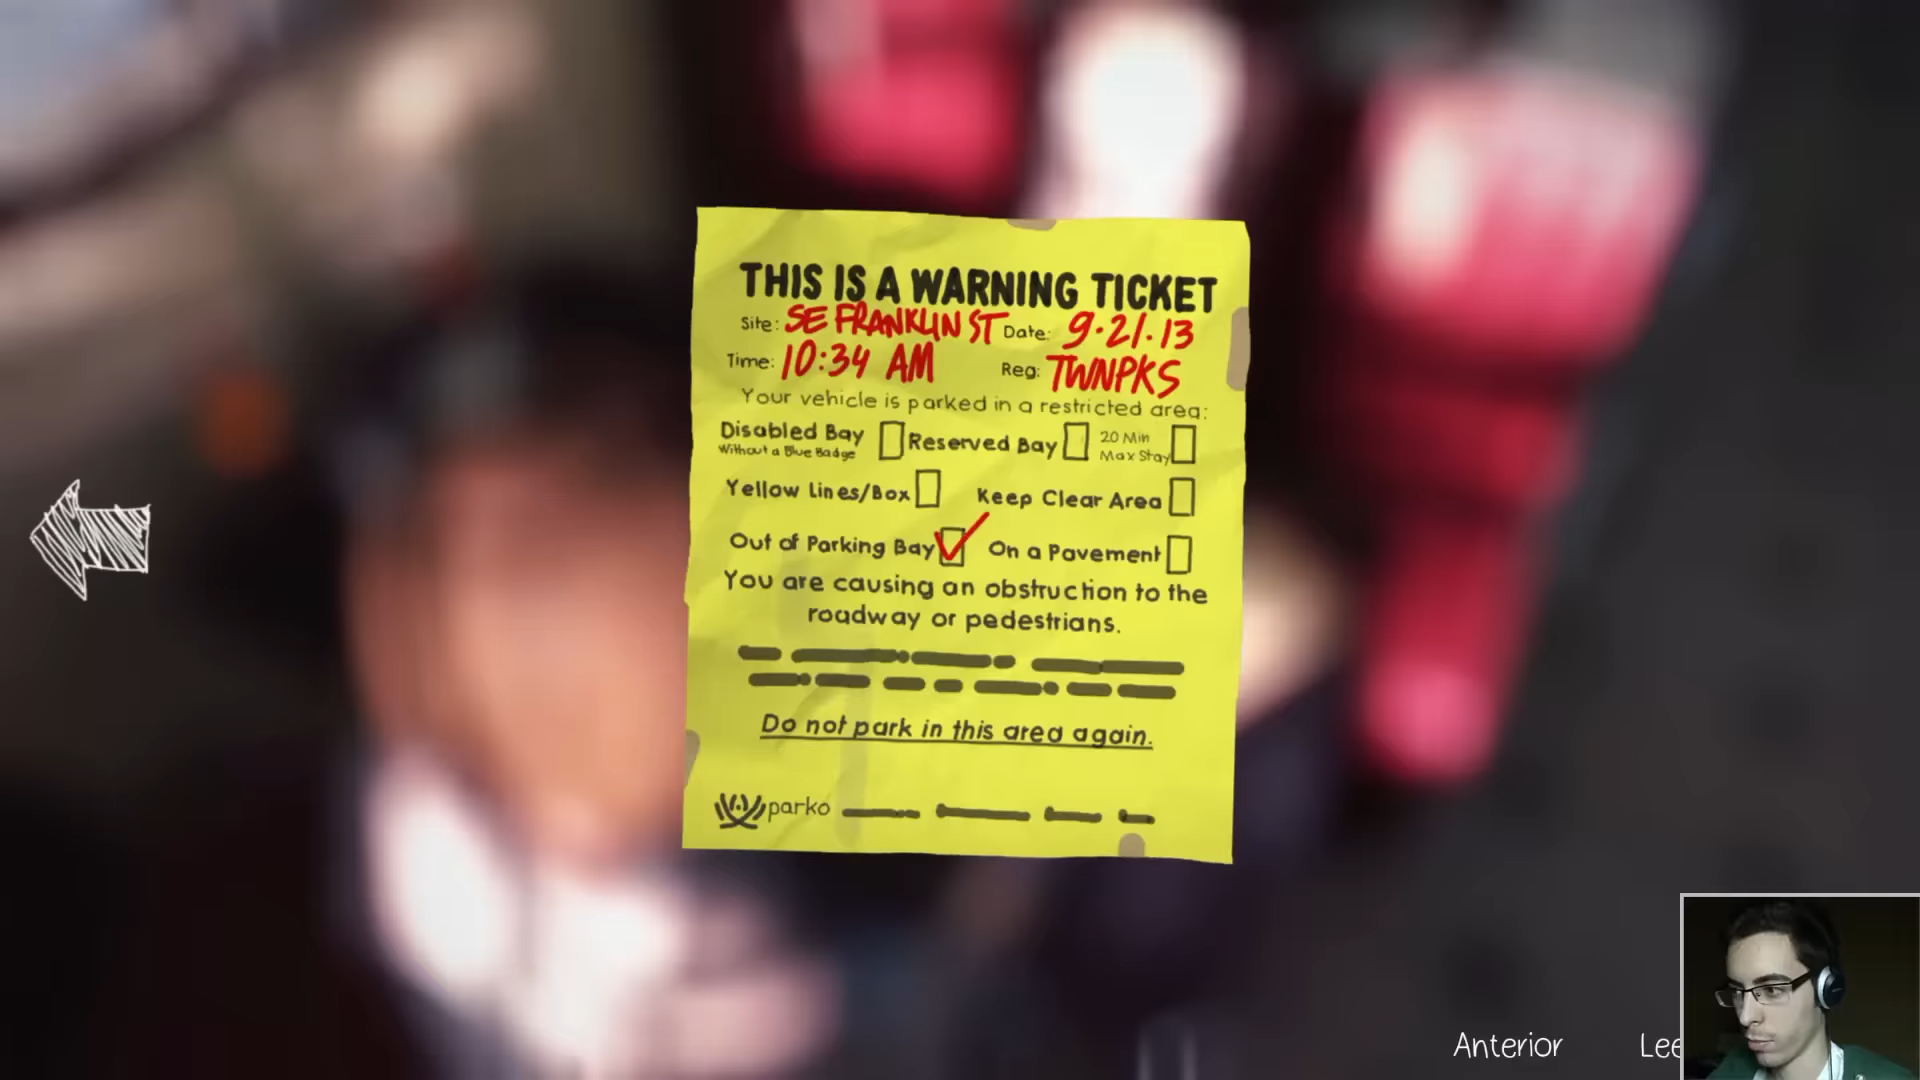 THIS IS A WARNING TICKET
Site: SE FRANKLIN ST Date: 9.21.13
Time: 10:34 AM Reg: TWNPKS
Your vehicle is parked in a restricted area:
Disabled Bay Reserved Bay 20 Min
Without a Blue Badge Max Stay
Yellow Lines/Box Keep Clear Area
Out of Parking Bay On a Pavement
You are causing an obstruction to the
roadway or pedestrians.
Do not park in this area again.
parko
Anterior Lee